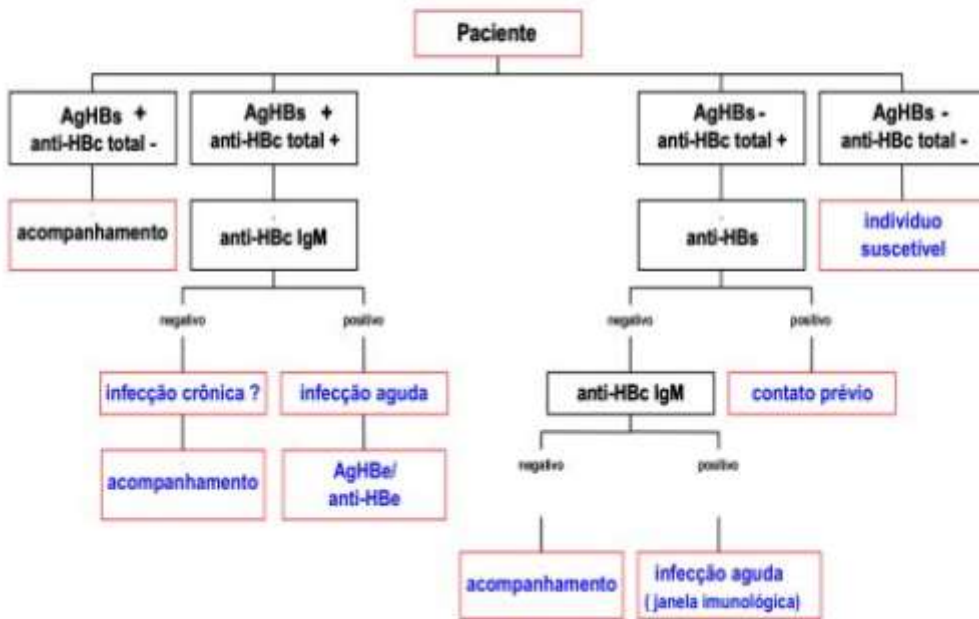 Paciente
AgHBs +
anti-HBc total -
AgHBs +
anti-HBc total +
AgHBs -
anti-HBc total +
AgHBs -
anti-HBc total -
acompanhamento
anti-HBc IgM
anti-HBs
individuo
suscetível
negativo
positivo
negativo
positivo
infecção crônica ?
infecção aguda
anti-HBc IgM
contato prévio
negativo
positivo
acompanhamento
AgHBe/
anti-HBe
acompanhamento
infecção aguda
( janela imunológica)